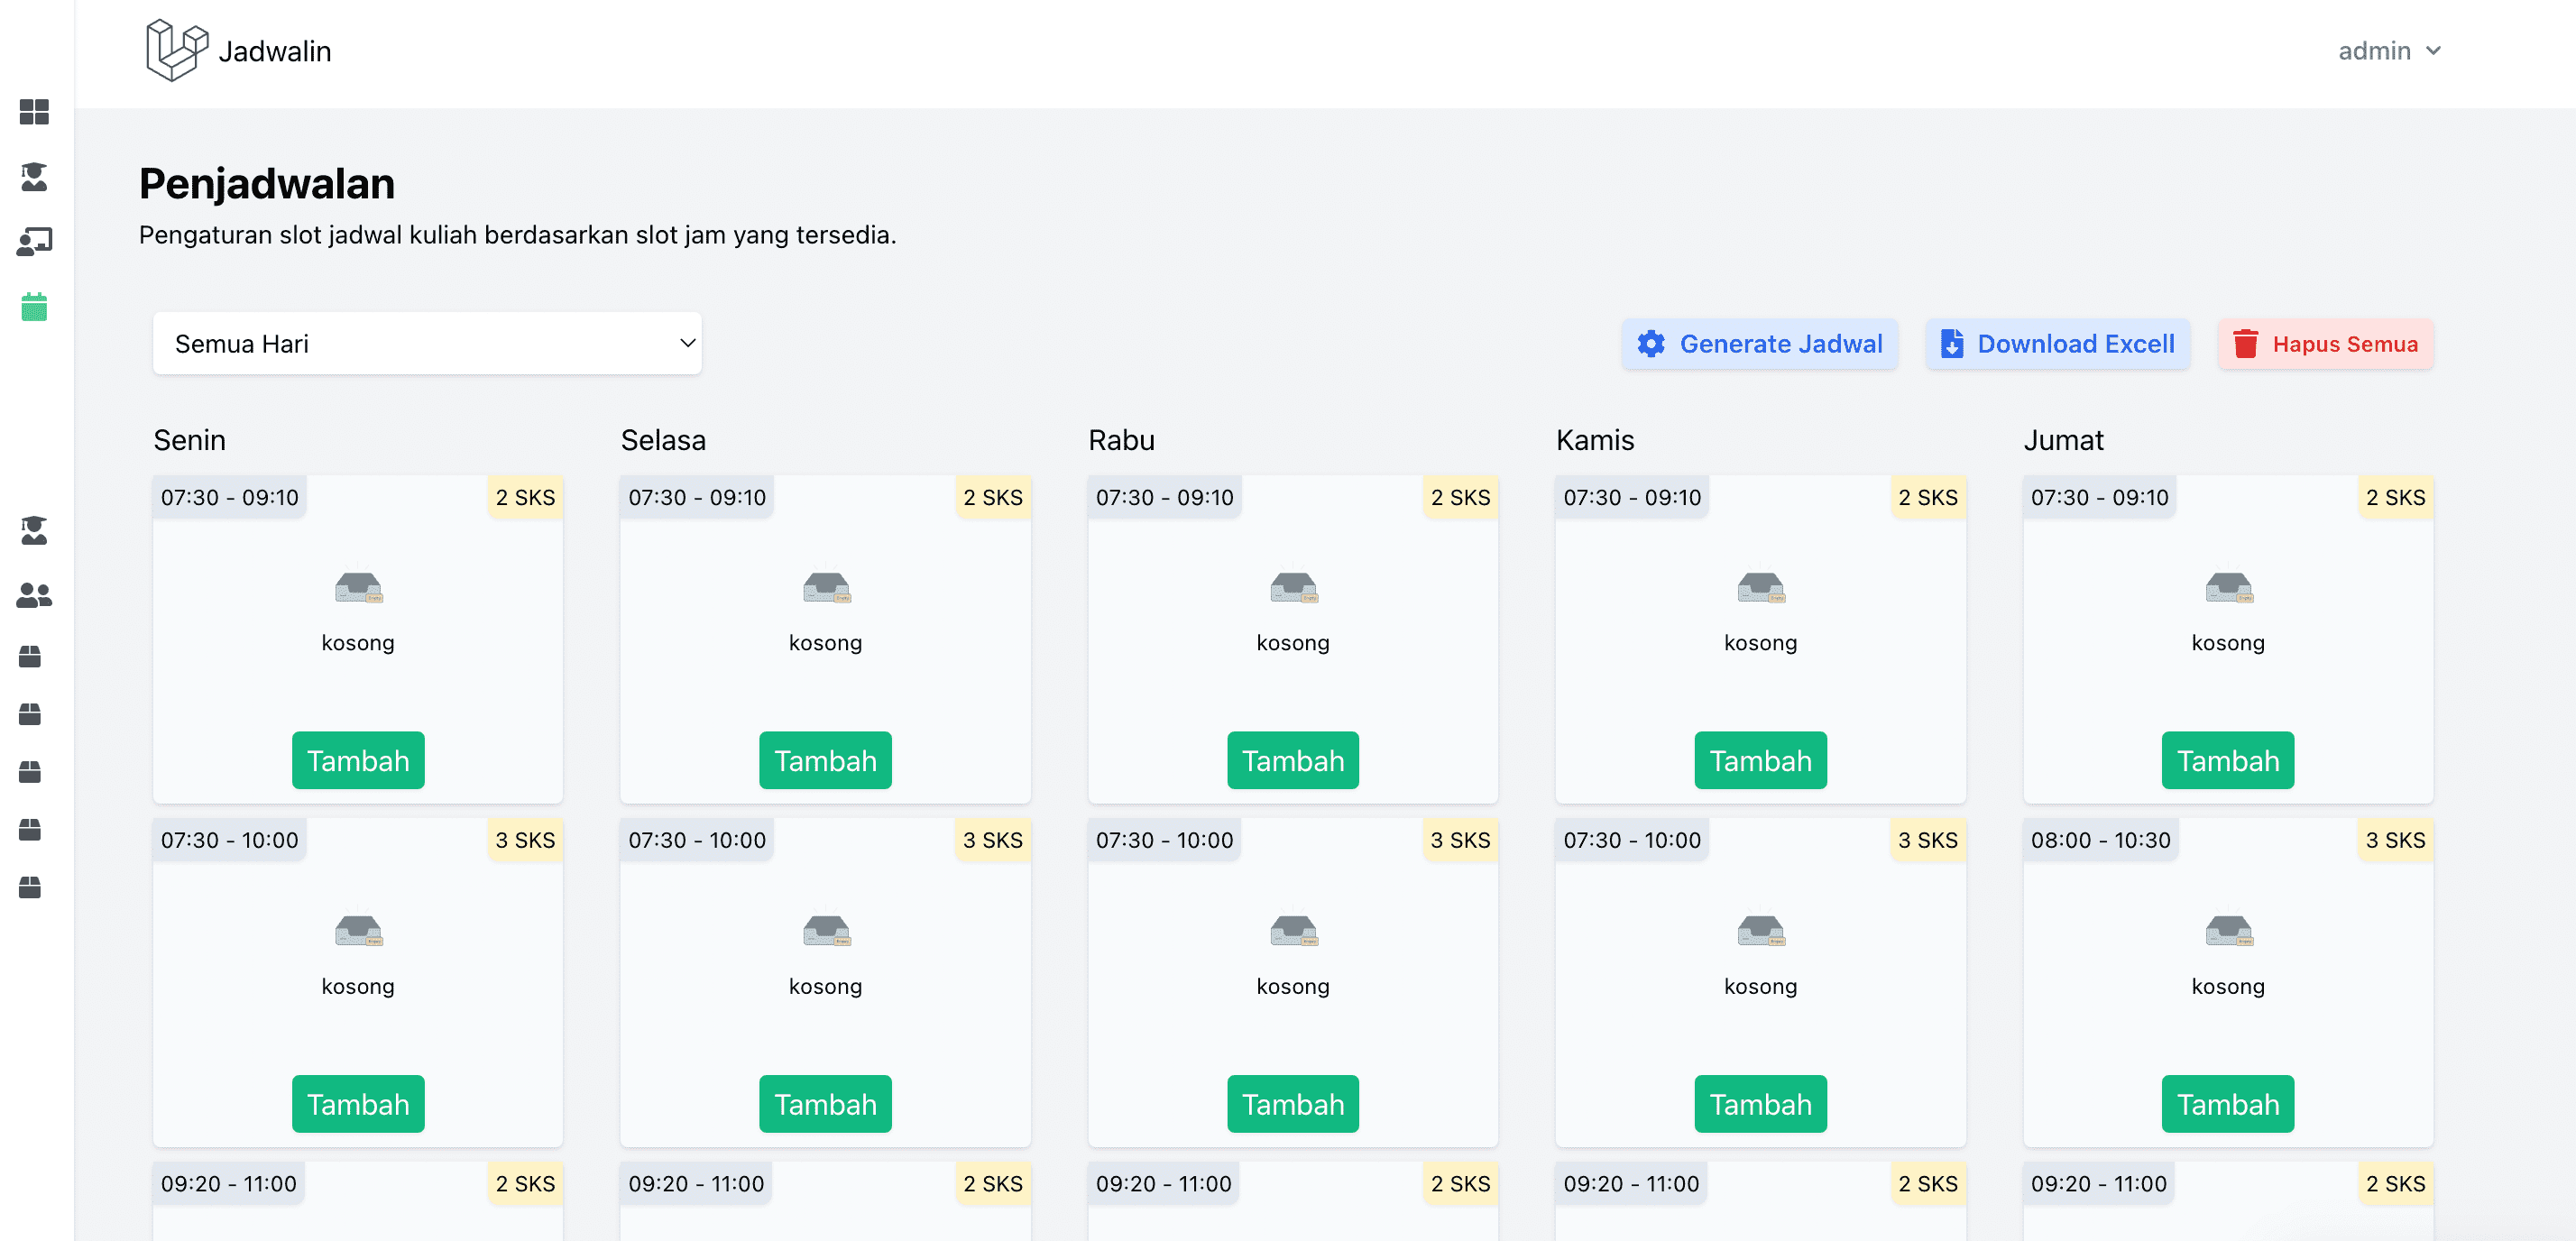 Jadwalin
admin
Penjadwalan
Pengaturan slot jadwal kuliah berdasarkan slot jam yang tersedia.
Semua Hari
Generate Jadwal
Download Excell
Hapus Semua
Senin
Selasa
Rabu
Kamis
Jumat
07:30 - 09:10 2 SKS
07:30 - 09:10 2 SKS
07:30 - 09:10 2 SKS
07:30 - 09:10 2 SKS
07:30 - 09:10 2 SKS
kosong
kosong
kosong
kosong
kosong
Tambah
Tambah
Tambah
Tambah
Tambah
07:30 - 10:00 3 SKS
07:30 - 10:00 3 SKS
07:30 - 10:00 3 SKS
07:30 - 10:00 3 SKS
08:00 - 10:30 3 SKS
kosong
kosong
kosong
kosong
kosong
Tambah
Tambah
Tambah
Tambah
Tambah
09:20 - 11:00 2 SKS
09:20 - 11:00 2 SKS
09:20 - 11:00 2 SKS
09:20 - 11:00 2 SKS
09:20 - 11:00 2 SKS